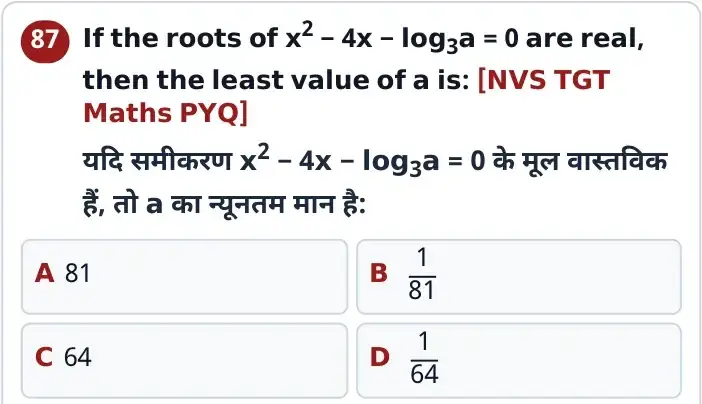 87 If the roots of x² – 4x – log₃a = 0 are real,
then the least value of a is: [NVS TGT
Maths PYQ]
यदि समीकरण x² – 4x – log₃a = 0 के मूल वास्तविक
हैं, तो a का न्यूनतम मान है:
A 81
B 1/81
C 64
D 1/64